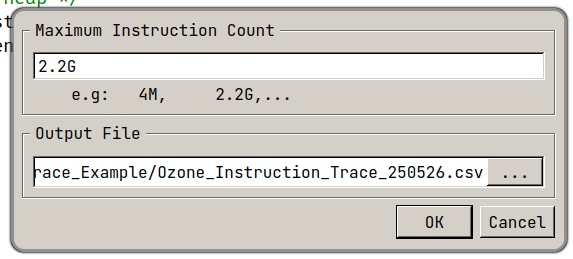 heap */
st
en
Maximum Instruction Count
2.2G
e.g: 4M, 2.2G,...
Output File
race_Example/Ozone_Instruction_Trace_250526.csv
...
OK
Cancel